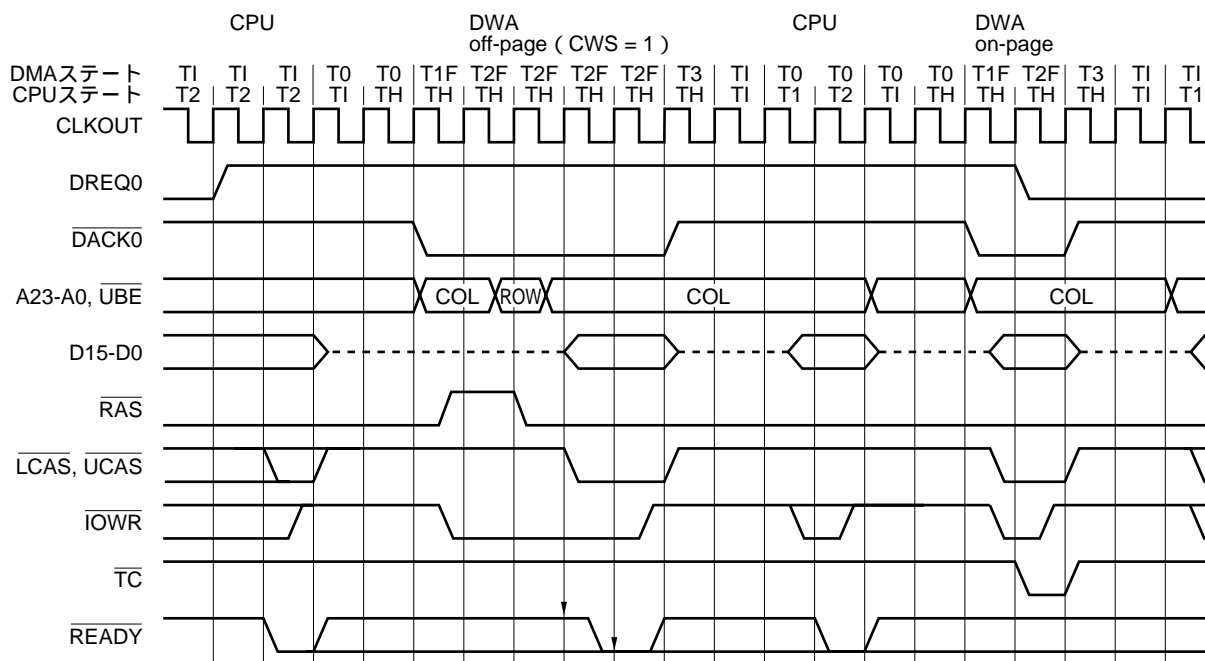 CPU DWA CPU DWA
off-page（CWS = 1） on-page
DMAステート TI TI TI T0 T0 T1F T2F T2F T2F T2F T3 TI T0 T0 T0 T0 T1F T2F T3 TI TI
CPUステート T2 T2 T2 TI TH TH TH TH TH TH TH TI T1 T2 TI TH TH TH TH TI T1
CLKOUT
DREQ0
DACK0
A23-A0, UBE COL ROW COL COL
D15-D0
RAS
LCAS, UCAS
IOWR
TC
READY